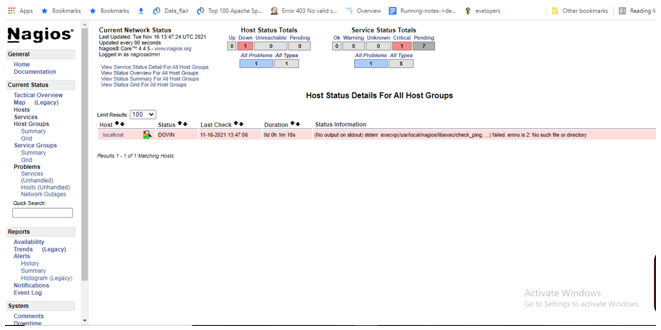 Apps Bookmarks Bookmarks Data_flair Top 100 Apache Sp... Error 403 No valid c... Overview Running-notes->de... evelopers Other bookmarks Reading
Nagios®
General
Home
Documentation
Current Status
Tactical Overview
Map (Legacy)
Hosts
Services
Host Groups
Summary
Grid
Service Groups
Summary
Grid
Problems
Services
(Unhandled)
Hosts (Unhandled)
Network Outages
Quick Search:
Reports
Availability
Trends (Legacy)
Alerts
History
Summary
Histogram (Legacy)
Notifications
Event Log
System
Comments
Downtime
Current Network Status
Last Updated: Tue Nov 16 13:47:24 UTC 2021
Updated every 90 seconds
Nagios® Core™ 4.4.5 - www.nagios.org
Logged in as nagiosadmin
View Service Status Detail For All Host Groups
View Status Overview For All Host Groups
View Status Summary For All Host Groups
View Status Grid For All Host Groups
Host Status Totals
Up Down Unreachable Pending
0 1 0 0
All Problems All Types
1 1
Service Status Totals
Ok Warning Unknown Critical Pending
0 0 0 1 7
All Problems All Types
1 8
Host Status Details For All Host Groups
Limit Results: 100
Host Status Last Check Duration Status Information
localhost DOWN 11-16-2021 13:47:06 0d 0h 1m 18s (No output on stdout) stderr: execvp(/usr/local/nagios/libexec/check_ping, ...) failed. errno is 2: No such file or directory
Results 1 - 1 of 1 Matching Hosts
Activate Windows
Go to Settings to activate Windows.